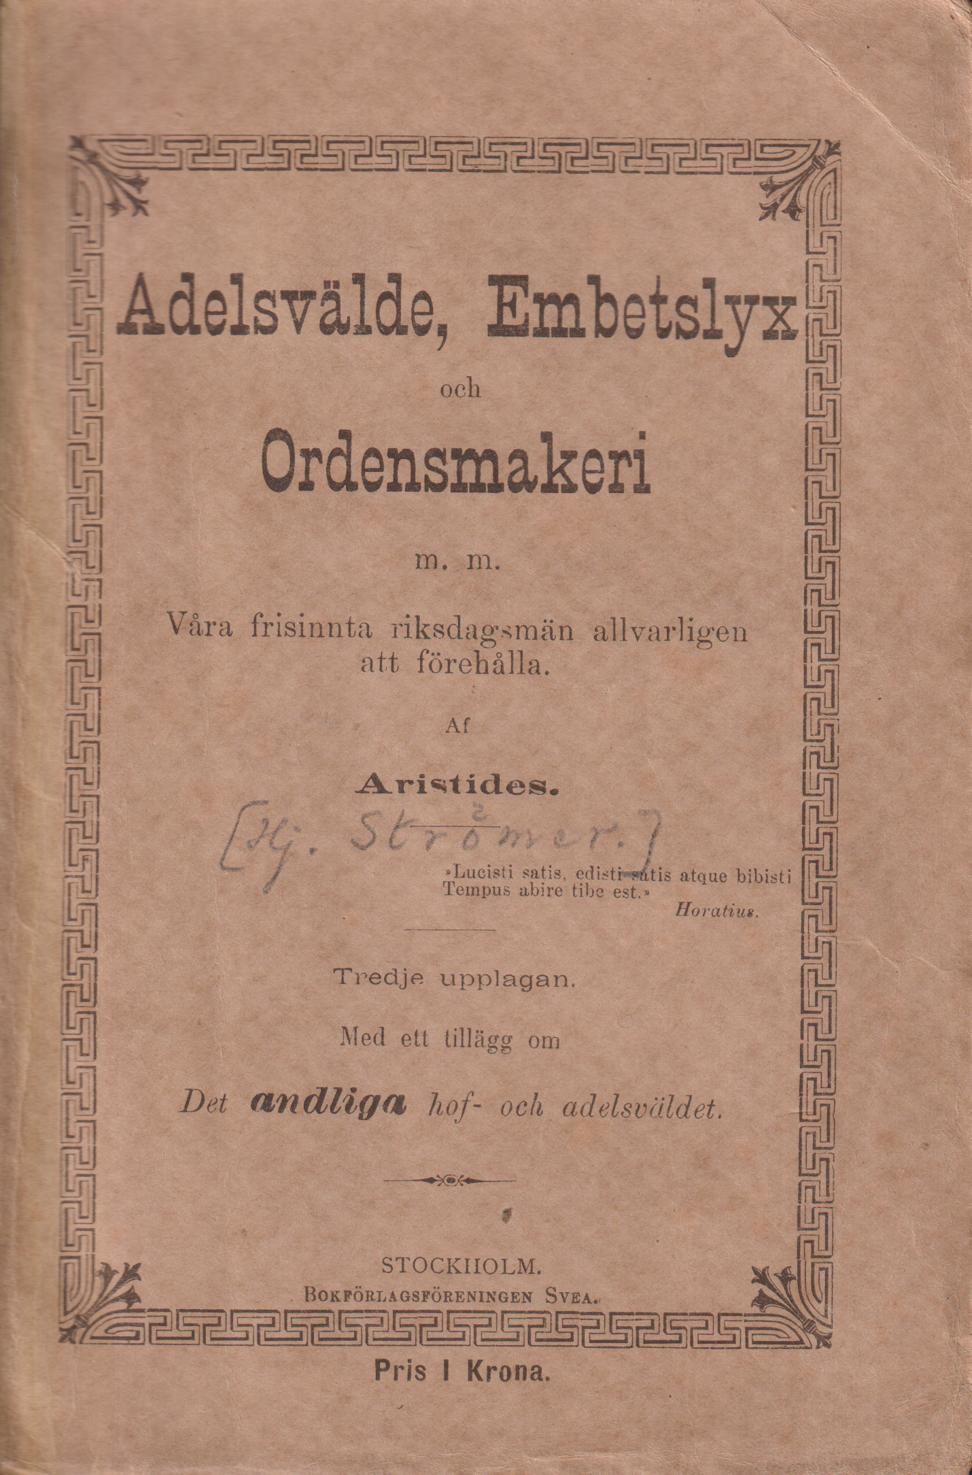 Adelsvälde, Embetslyx
och
Ordensmakeri
m. m.
Våra frisinnta riksdagsmän allvarligen
att förehålla.
Af
Aristides.
[Hj. Strömer.]
»Lucisti satis, edisti satis atque bibisti
Tempus abire tibe est.»
Horatius.
Tredje upplagan.
Med ett tillägg om
Det andliga hof- och adelsväldet.
STOCKHOLM.
BOKFÖRLAGSFÖRENINGEN SVEA.
Pris 1 Krona.